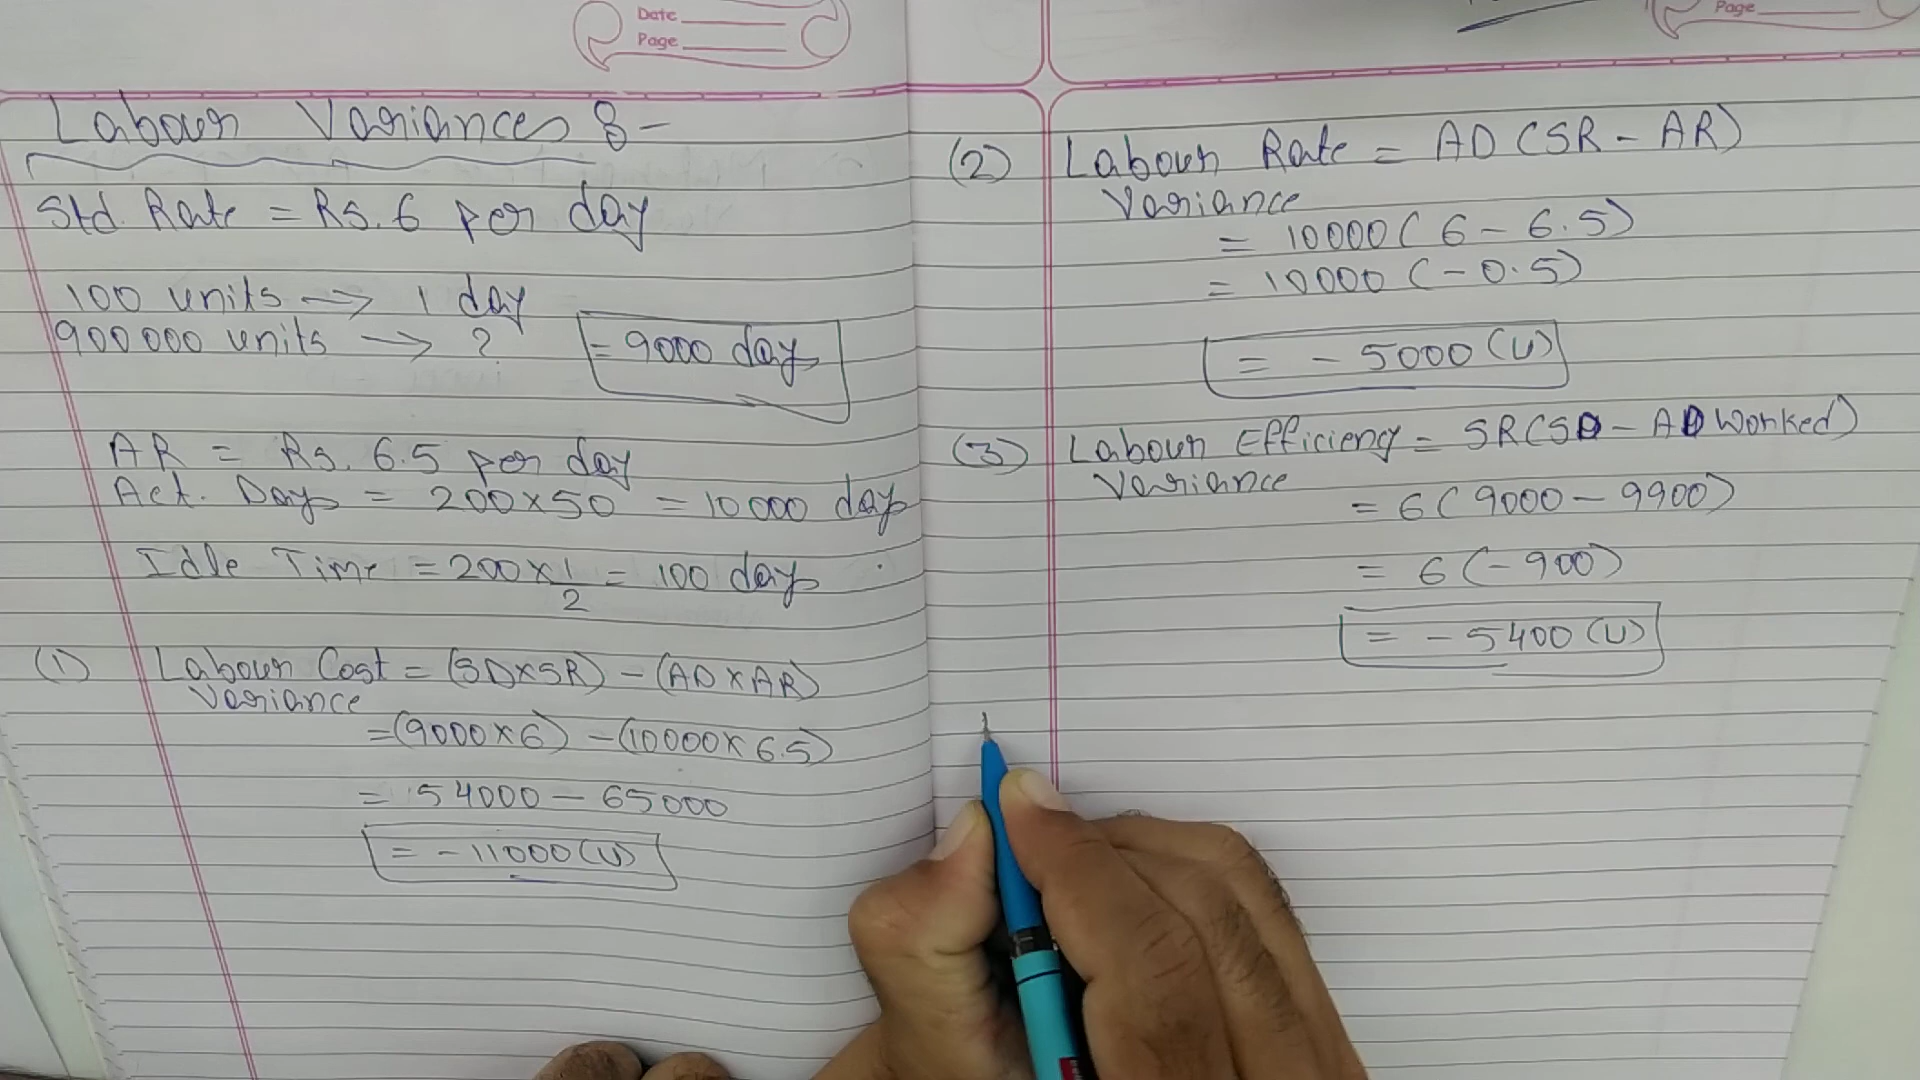 Date
Page
Page
Labour Variances :-
Std. Rate = Rs. 6 per day
100 units → 1 day
900000 units → ? = 9000 days
AR = Rs. 6.5 per day
Act. Days = 200×50 = 10000 days
Idle Time = 200×1/2 = 100 days
(1) Labour Cost = (SD×SR) - (AD×AR)
Variance
= (9000×6) - (10000×6.5)
= 54000 - 65000
= - 11000 (U)
(2) Labour Rate = AD (SR - AR)
Variance
= 10000 (6 - 6.5)
= 10000 (-0.5)
= - 5000 (U)
(3) Labour Efficiency = SR (SD - AD Worked)
Variance
= 6 (9000 - 9900)
= 6 (-900)
= - 5400 (U)